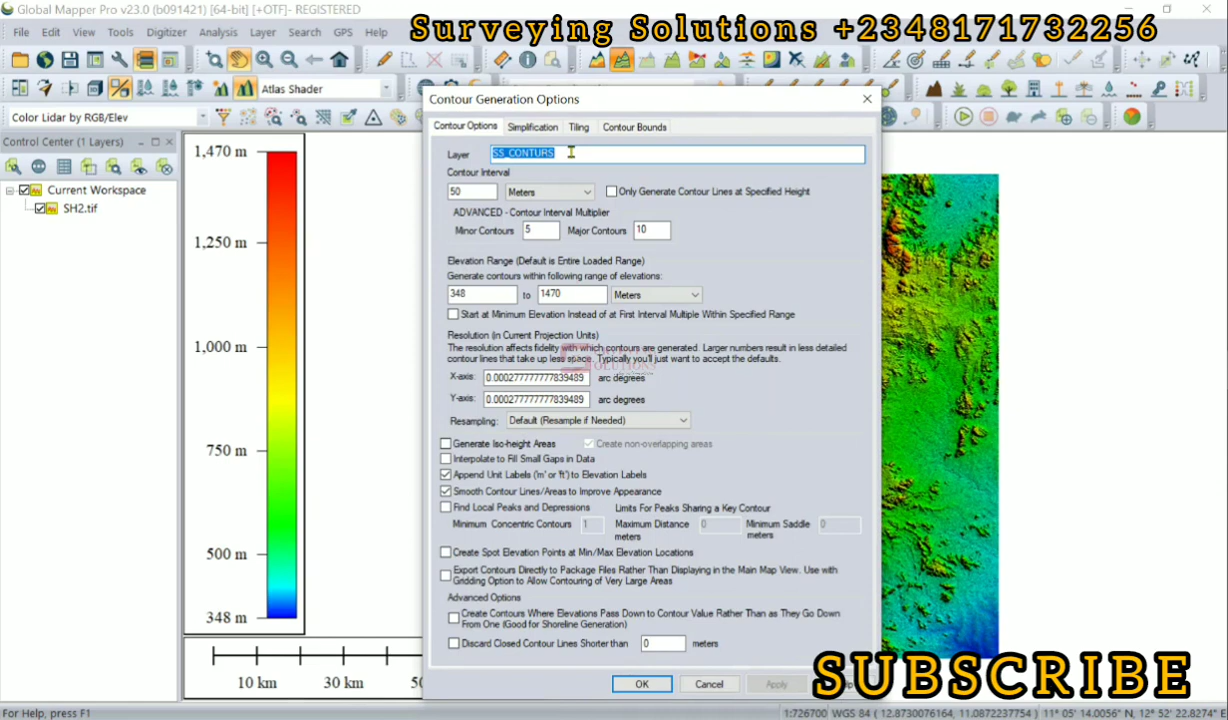 Global Mapper Pro v23.0 (b091421) [64-bit] [+OTF]- REGISTERED
Surveying Solutions +2348171732256
File Edit View Tools Digitizer Analysis Layer Search GPS Help
Atlas Shader
Color Lidar by RGB/Elev
Control Center (1 Layers)
Current Workspace
SH2.tif
1,470 m
1,250 m
1,000 m
750 m
500 m
348 m
10 km 30 km
Contour Generation Options
Contour Options Simplification Tiling Contour Bounds
Layer SS_CONTURS
Contour Interval
50 Meters Only Generate Contour Lines at Specified Height
ADVANCED - Contour Interval Multiplier
Minor Contours 5 Major Contours 10
Elevation Range (Default is Entire Loaded Range)
Generate contours within following range of elevations:
348 to 1470 Meters
Start at Minimum Elevation Instead of at First Interval Multiple Within Specified Range
Resolution (in Current Projection Units)
The resolution affects fidelity with which contours are generated. Larger numbers result in less detailed
contour lines that take up less space. Typically you'll just want to accept the defaults.
X-axis: 0.0002777777777839489 arc degrees
Y-axis: 0.0002777777777839489 arc degrees
Resampling: Default (Resample if Needed)
Generate Iso-height Areas Create non-overlapping areas
Interpolate to Fill Small Gaps in Data
Append Unit Labels ('m' or 'ft') to Elevation Labels
Smooth Contour Lines/Areas to Improve Appearance
Find Local Peaks and Depressions Limits For Peaks Sharing a Key Contour
Minimum Concentric Contours 1 Maximum Distance 0 Minimum Saddle 0
meters meters
Create Spot Elevation Points at Min/Max Elevation Locations
Export Contours Directly to Package Files Rather Than Displaying in the Main Map View. Use with
Gridding Option to Allow Contouring of Very Large Areas
Advanced Options
Create Contours Where Elevations Pass Down to Contour Value Rather Than as They Go Down
From One (Good for Shoreline Generation)
Discard Closed Contour Lines Shorter than 0 meters
OK Cancel Apply
SUBSCRIBE
For Help, press F1
1:726700 WGS 84 ( 12.8730076164, 11.0872237754 ) 11° 05' 14.0056" N, 12° 52' 22.8274" E